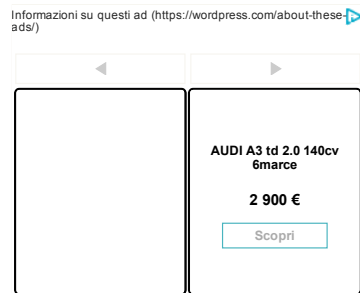 Informazioni su questi ad (https://wordpress.com/about-these-
ads/)
AUDI A3 td 2.0 140cv
6marce
2 900 €
Scopri